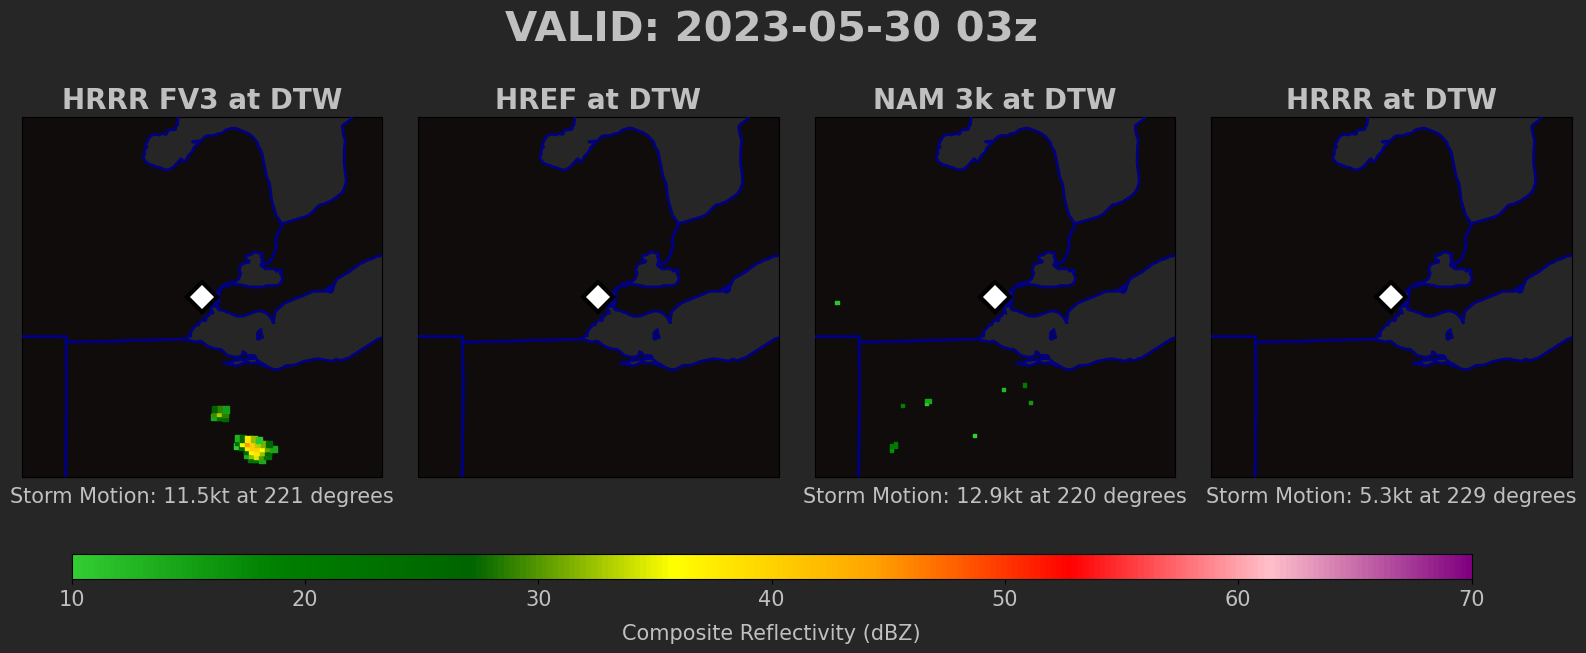 VALID: 2023-05-30 03z
HRRR FV3 at DTW
HREF at DTW
NAM 3k at DTW
HRRR at DTW
Storm Motion: 11.5kt at 221 degrees
Storm Motion: 12.9kt at 220 degrees
Storm Motion: 5.3kt at 229 degrees
10 20 30 40 50 60 70
Composite Reflectivity (dBZ)